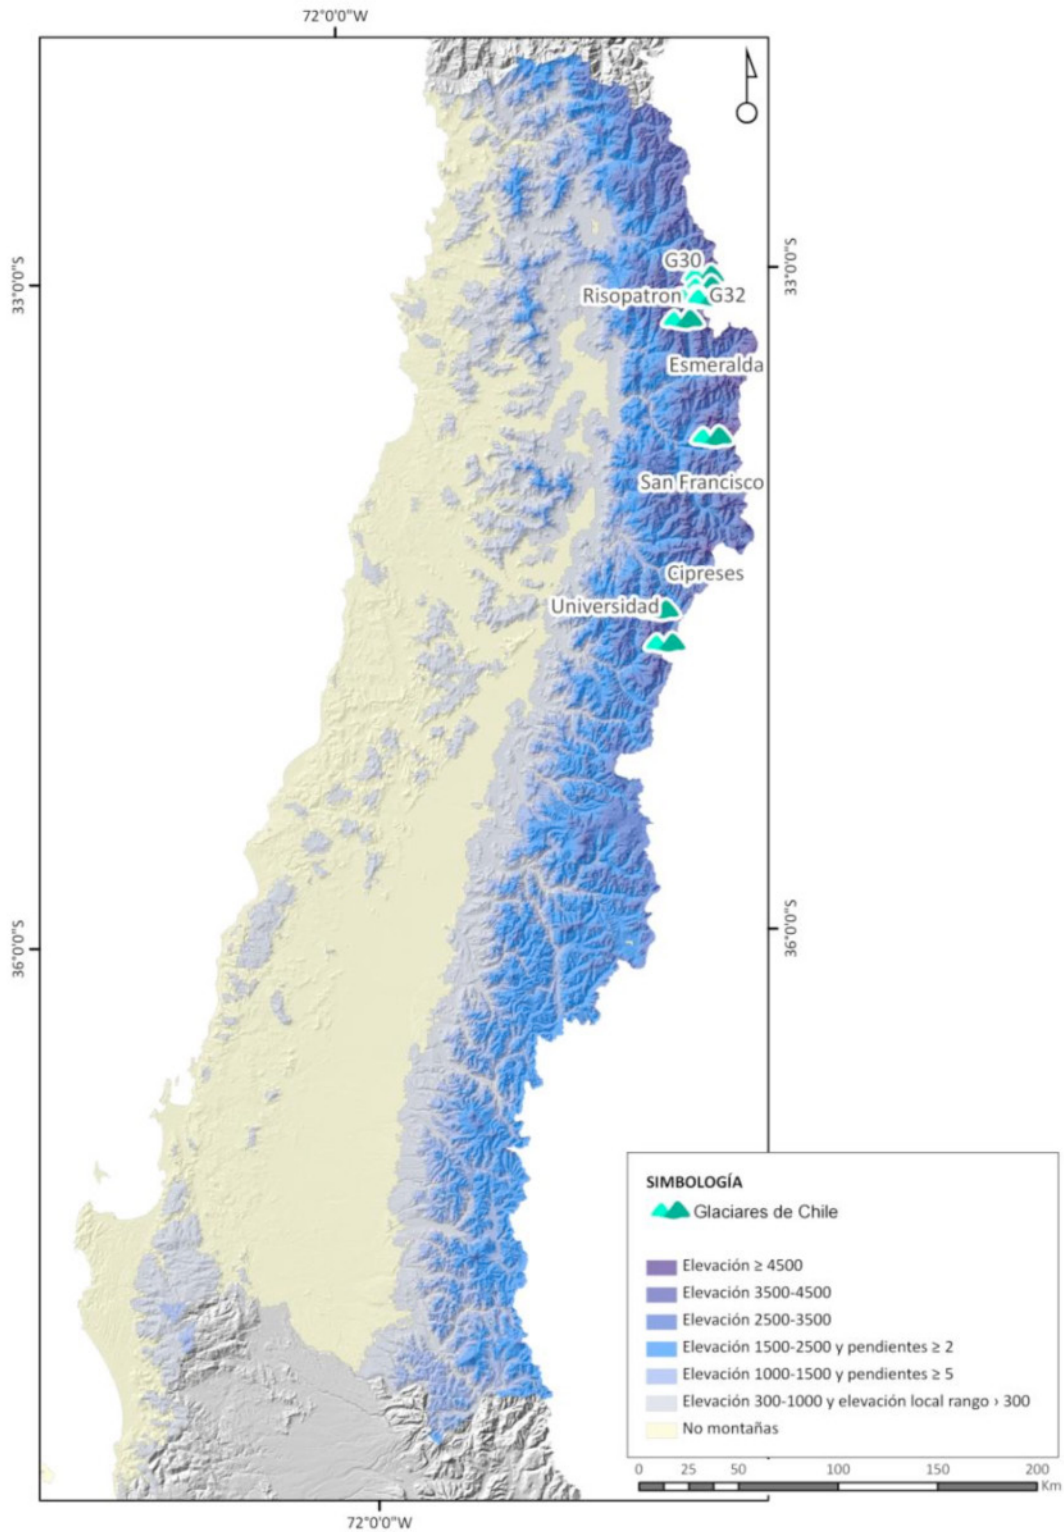 72°0'0"W
33°0'0"S
33°0'0"S
G30
Risopatron
G32
Esmeralda
San Francisco
Cipreses
Universidad
36°0'0"S
36°0'0"S
SIMBOLOGÍA
Glaciares de Chile
Elevación ≥ 4500
Elevación 3500-4500
Elevación 2500-3500
Elevación 1500-2500 y pendientes ≥ 2
Elevación 1000-1500 y pendientes ≥ 5
Elevación 300-1000 y elevación local rango › 300
No montañas
0 25 50 100 150 200
Km
72°0'0"W